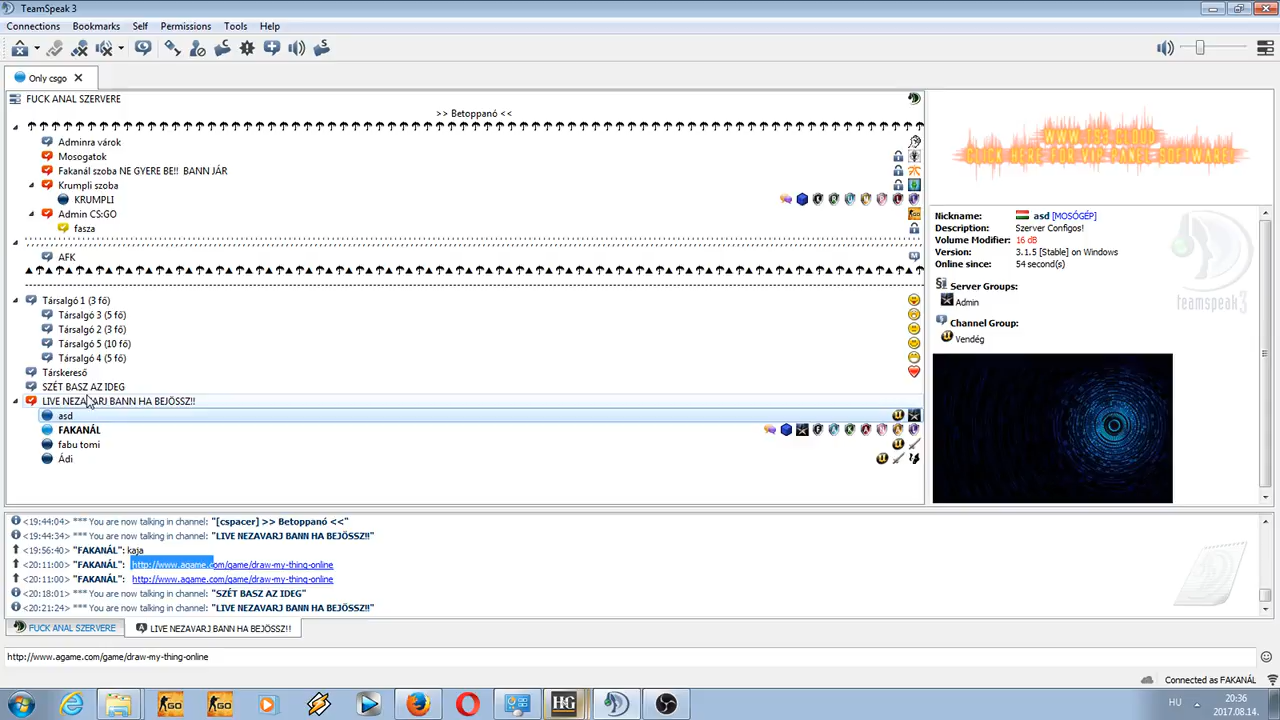 TeamSpeak 3
Connections Bookmarks Self Permissions Tools Help
Only csgo
FUCK ANAL SZERVERE
>> Betoppanó <<
Adminra várok
Mosogatok
Fakanál szoba NE GYERE BE!! BANN JÁR
Krumpli szoba
KRUMPLI
Admin CS:GO
fasza
AFK
Társalgó 1 (3 fő)
Társalgó 3 (5 fő)
Társalgó 2 (3 fő)
Társalgó 5 (10 fő)
Társalgó 4 (5 fő)
Társkereső
SZÉT BASZ AZ IDEG
LIVE NEZAVARJ BANN HA BEJÖSSZ!!
asd
FAKANÁL
fabu tomi
Ádi
WWW TS3 CLOUD
CLICK HERE FOR VIP PANEL SOFTWARE!
Nickname: asd [MOSÓGÉP]
Description: Szerver Configos!
Volume Modifier: 16 dB
Version: 3.1.5 [Stable] on Windows
Online since: 54 second(s)
Server Groups:
Admin
Channel Group:
Vendég
teamspeak3
<19:44:04> *** You are now talking in channel: "[cspacer] >> Betoppanó <<"
<19:44:34> *** You are now talking in channel: "LIVE NEZAVARJ BANN HA BEJÖSSZ!!"
<19:56:40> "FAKANÁL": kaja
<20:11:00> "FAKANÁL": http://www.agame.com/game/draw-my-thing-online
<20:11:00> "FAKANÁL": http://www.agame.com/game/draw-my-thing-online
<20:18:01> *** You are now talking in channel: "SZÉT BASZ AZ IDEG"
<20:21:24> *** You are now talking in channel: "LIVE NEZAVARJ BANN HA BEJÖSSZ!!"
FUCK ANAL SZERVERE LIVE NEZAVARJ BANN HA BEJÖSSZ!!
http://www.agame.com/game/draw-my-thing-online
Connected as FAKANÁL
HU
20:36
2017.08.14.